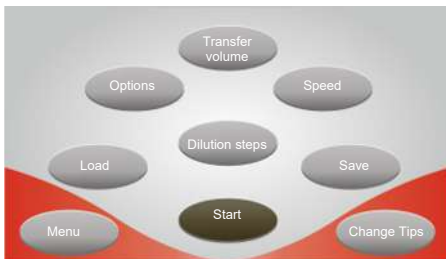 Transfer
volume
Options
Speed
Dilution steps
Load
Save
Start
Menu
Change Tips